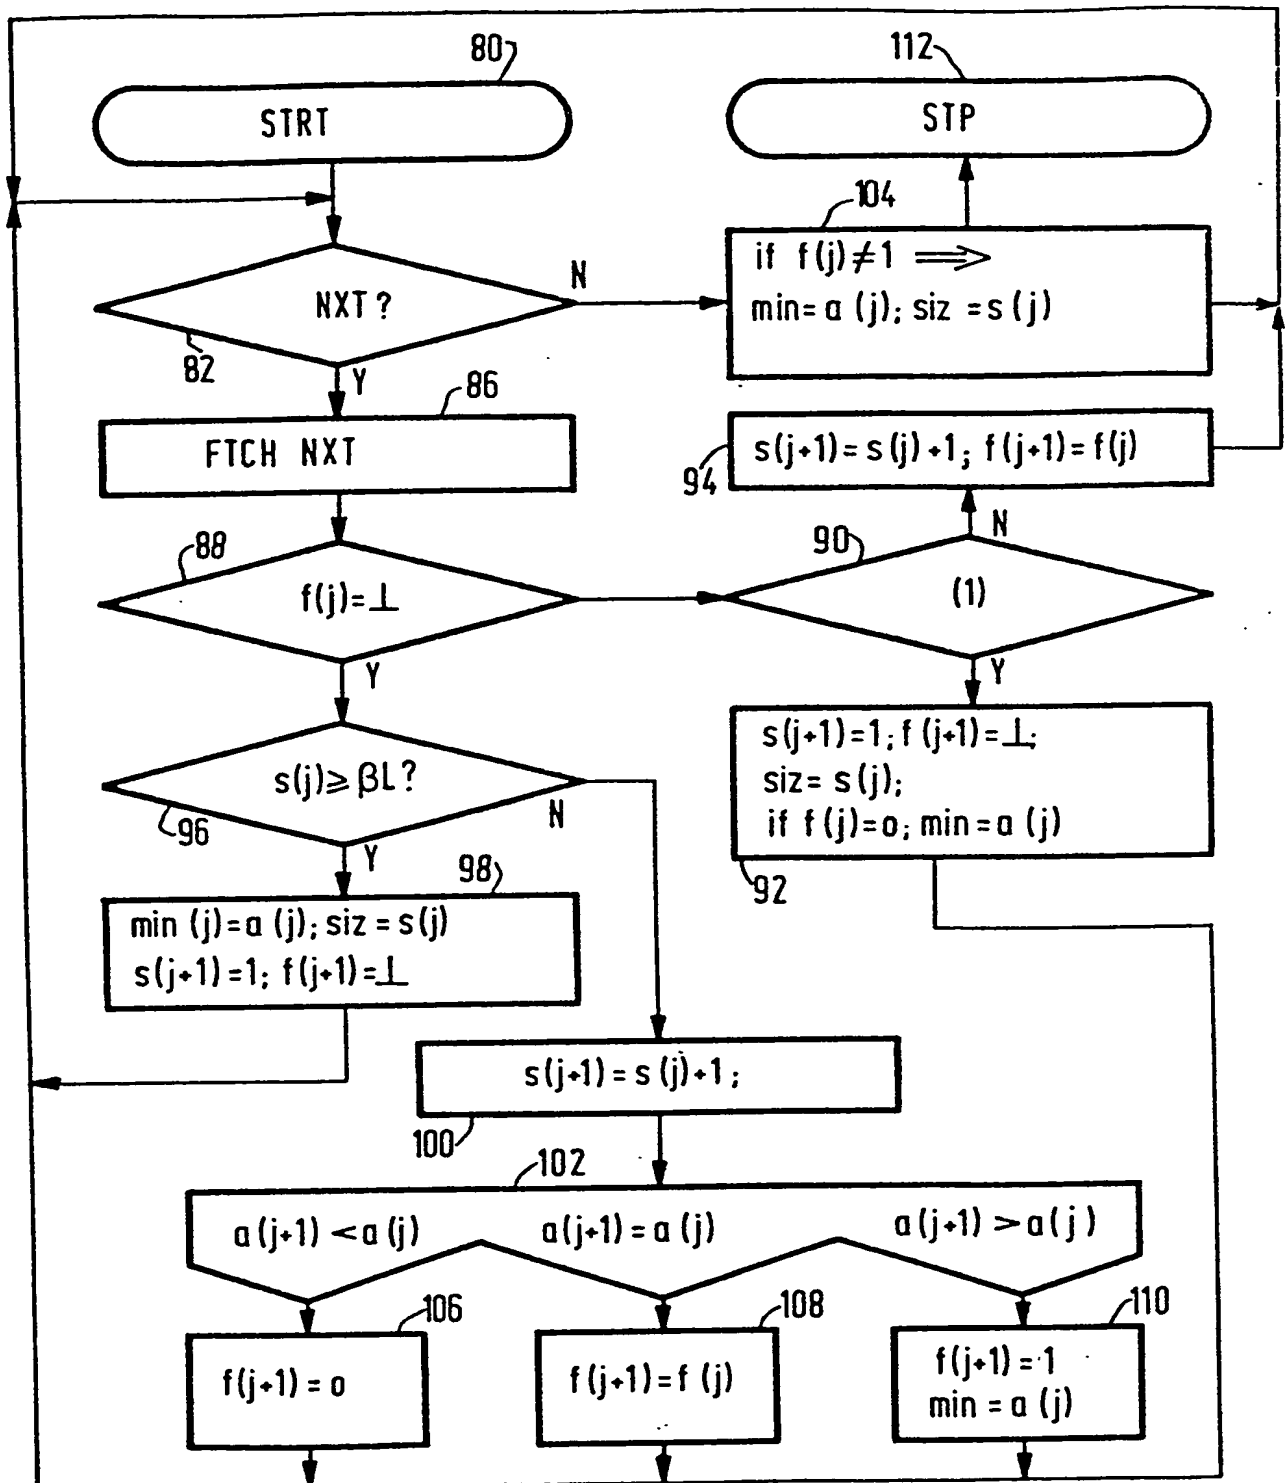 80
STRT
112
STP
NXT?
N
82
Y
104
if f(j)≠1 ⟹
min=a (j); siz =s(j)
86
FTCH NXT
s(j+1)=s(j)+1; f(j+1)=f(j)
94
88
f(j)=⊥
Y
90
N
(1)
Y
s(j)⩾βL?
96
N
Y
s(j+1)=1; f(j+1)=⊥;
siz= s(j);
if f(j)=o; min=a (j)
92
98
min (j)=a (j); siz= s(j)
s(j+1)=1; f(j+1)=⊥
s(j+1)=s(j)+1;
100
102
a(j+1) <a(j)
a(j+1)=a(j)
a(j+1) >a(j)
106
f(j+1) = o
108
f(j+1)=f (j)
110
f(j+1)=1
min =a (j)